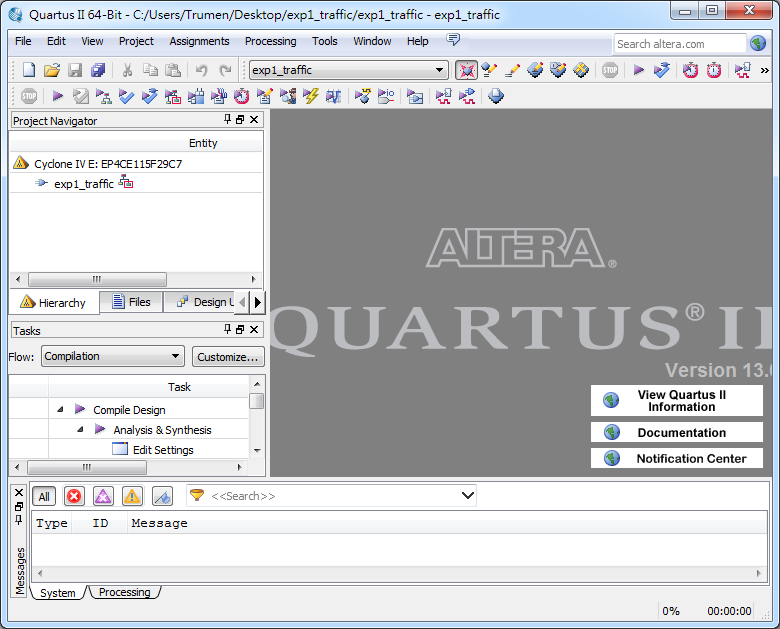 Quartus II 64-Bit - C:/Users/Trumen/Desktop/exp1_traffic/exp1_traffic - exp1_traffic
File Edit View Project Assignments Processing Tools Window Help
Search altera.com
exp1_traffic
STOP
STOP
Project Navigator
Entity
Cyclone IV E: EP4CE115F29C7
exp1_traffic
Hierarchy Files Design U
Tasks
Flow: Compilation Customize...
Task
Compile Design
Analysis & Synthesis
Edit Settings
ALTERA®
QUARTUS® II
Version 13.0
View Quartus II
Information
Documentation
Notification Center
Messages
All <<Search>>
Type ID Message
System Processing
0% 00:00:00